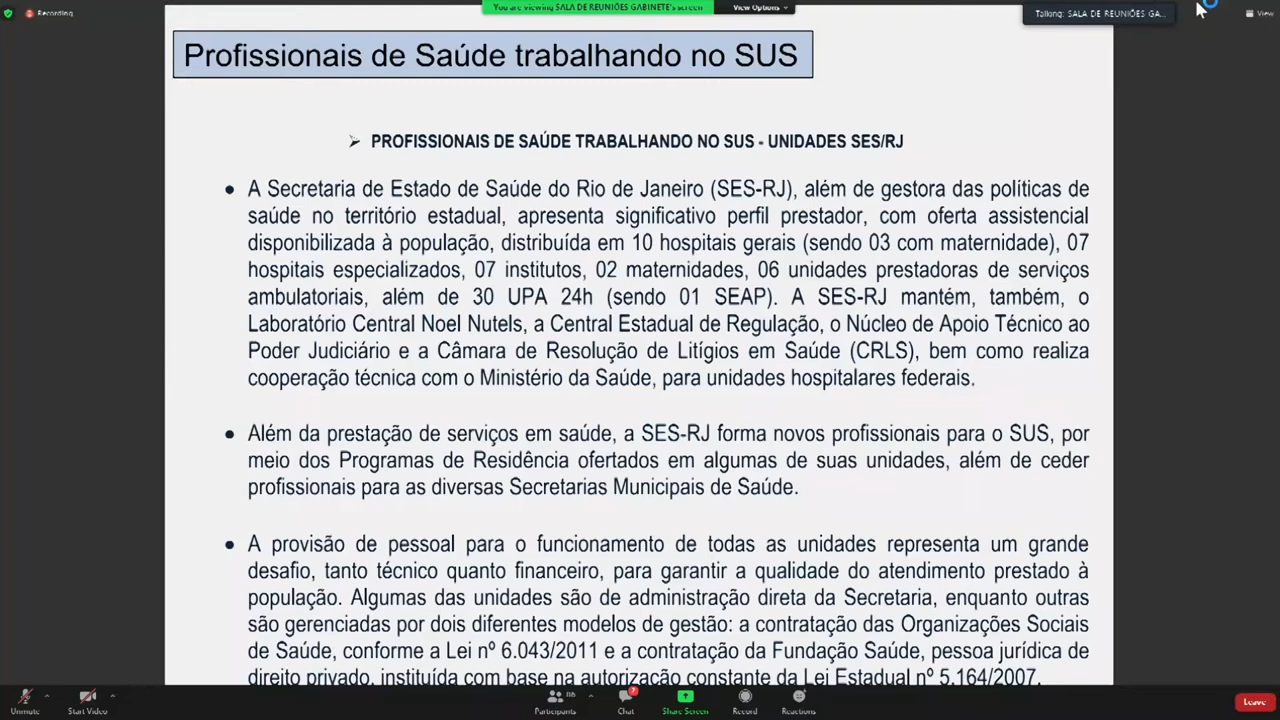 Recording
You are viewing SALA DE REUNIÕES GABINETE's screen
View Options
Talking: SALA DE REUNIÕES GA...
View
Profissionais de Saúde trabalhando no SUS
➢ PROFISSIONAIS DE SAÚDE TRABALHANDO NO SUS - UNIDADES SES/RJ
• A Secretaria de Estado de Saúde do Rio de Janeiro (SES-RJ), além de gestora das políticas de
saúde no território estadual, apresenta significativo perfil prestador, com oferta assistencial
disponibilizada à população, distribuída em 10 hospitais gerais (sendo 03 com maternidade), 07
hospitais especializados, 07 institutos, 02 maternidades, 06 unidades prestadoras de serviços
ambulatoriais, além de 30 UPA 24h (sendo 01 SEAP). A SES-RJ mantém, também, o
Laboratório Central Noel Nutels, a Central Estadual de Regulação, o Núcleo de Apoio Técnico ao
Poder Judiciário e a Câmara de Resolução de Litígios em Saúde (CRLS), bem como realiza
cooperação técnica com o Ministério da Saúde, para unidades hospitalares federais.
• Além da prestação de serviços em saúde, a SES-RJ forma novos profissionais para o SUS, por
meio dos Programas de Residência ofertados em algumas de suas unidades, além de ceder
profissionais para as diversas Secretarias Municipais de Saúde.
• A provisão de pessoal para o funcionamento de todas as unidades representa um grande
desafio, tanto técnico quanto financeiro, para garantir a qualidade do atendimento prestado à
população. Algumas das unidades são de administração direta da Secretaria, enquanto outras
são gerenciadas por dois diferentes modelos de gestão: a contratação das Organizações Sociais
de Saúde, conforme a Lei nº 6.043/2011 e a contratação da Fundação Saúde, pessoa jurídica de
direito privado, instituída com base na autorização constante da Lei Estadual nº 5.164/2007.
Unmute
Start Video
Participants
Chat
Share Screen
Record
Reactions
Leave